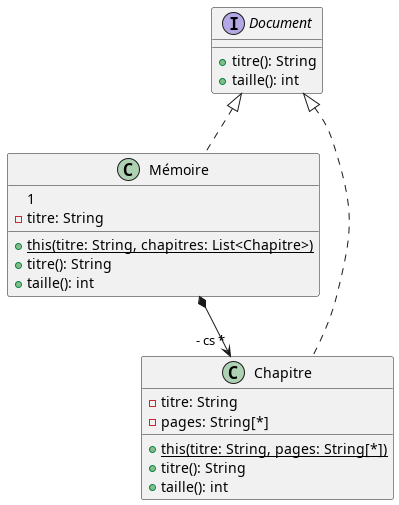 I Document
titre(): String
taille(): int
C Mémoire
1
titre: String
this(titre: String, chapitres: List<Chapitre>)
titre(): String
taille(): int
- cs *
C Chapitre
titre: String
pages: String[*]
this(titre: String, pages: String[*])
titre(): String
taille(): int